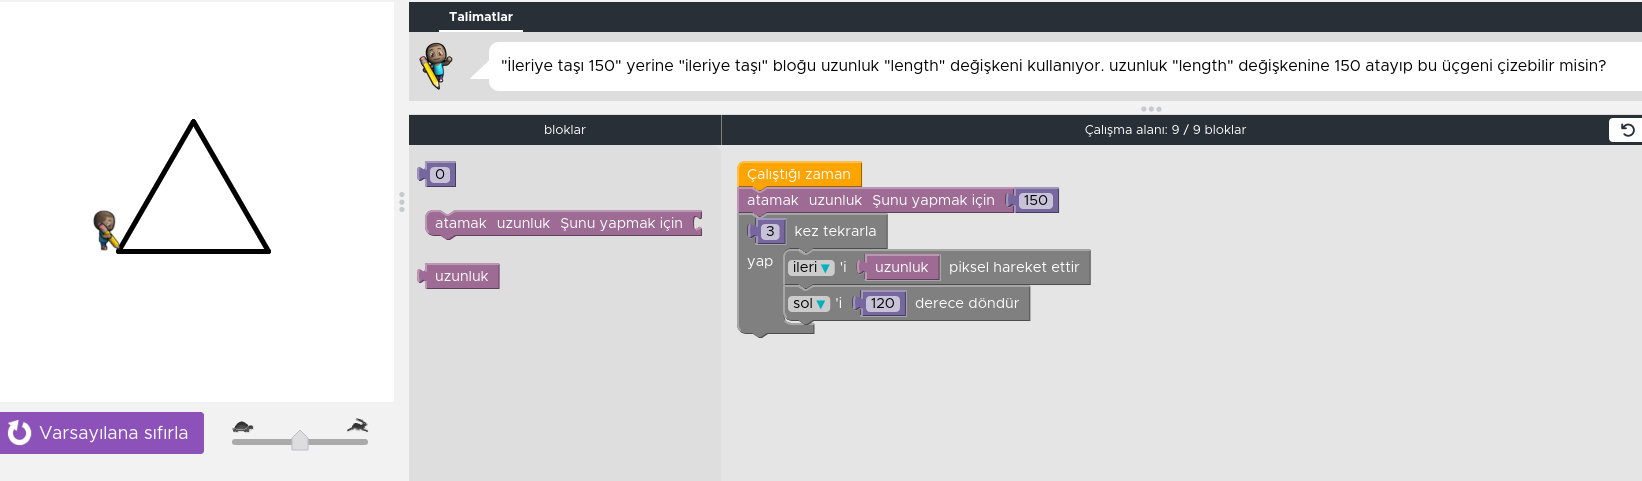 Talimatlar
"İleriye taşı 150" yerine "ileriye taşı" bloğu uzunluk "length" değişkeni kullanıyor. uzunluk "length" değişkenine 150 atayıp bu üçgeni çizebilir misin?
bloklar
Çalışma alanı: 9 / 9 bloklar
0
atamak uzunluk Şunu yapmak için
uzunluk
Çalıştığı zaman
atamak uzunluk Şunu yapmak için 150
3 kez tekrarla
yap
ileri 'i uzunluk piksel hareket ettir
sol 'i 120 derece döndür
Varsayılana sıfırla